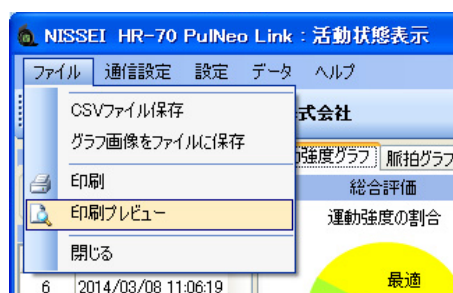 NISSEI HR-70 PulNeo Link : 活動状態表示
ファイル 通信設定 設定 データ ヘルプ
CSVファイル保存
式会社
グラフ画像をファイルに保存
強度グラフ 脈拍グラフ
印刷
総合評価
印刷プレビュー
運動強度の割合
閉じる
最適
6 2014/03/08 11:06:19